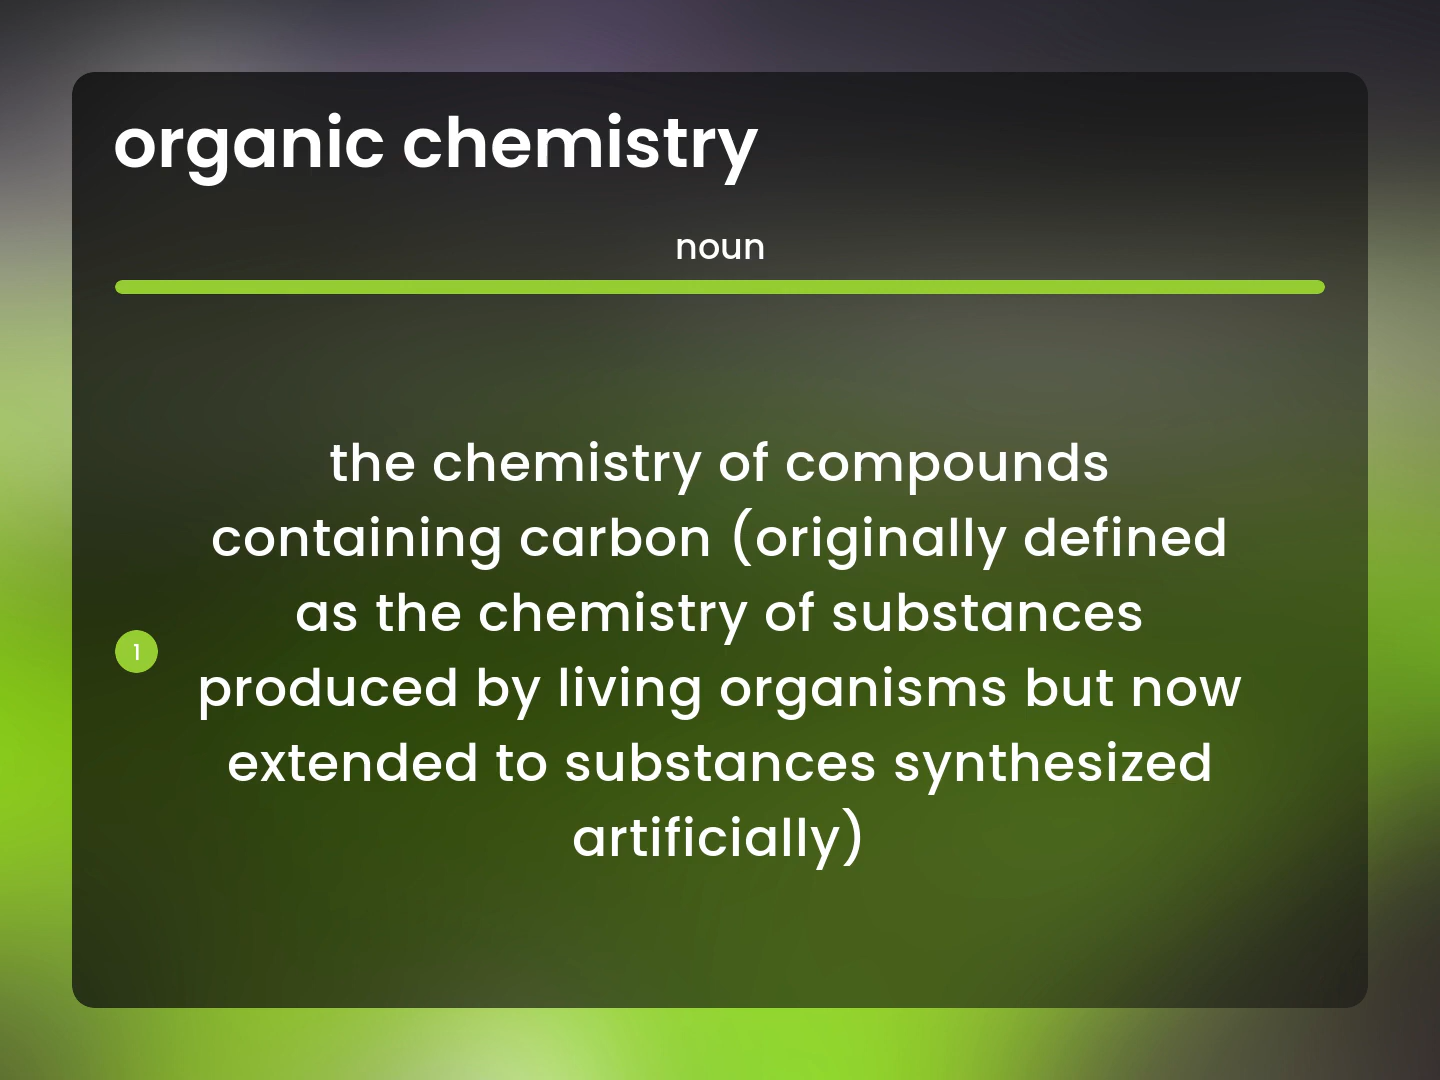 organic chemistry
noun
the chemistry of compounds
containing carbon (originally defined
as the chemistry of substances
1
produced by living organisms but now
extended to substances synthesized
artificially)